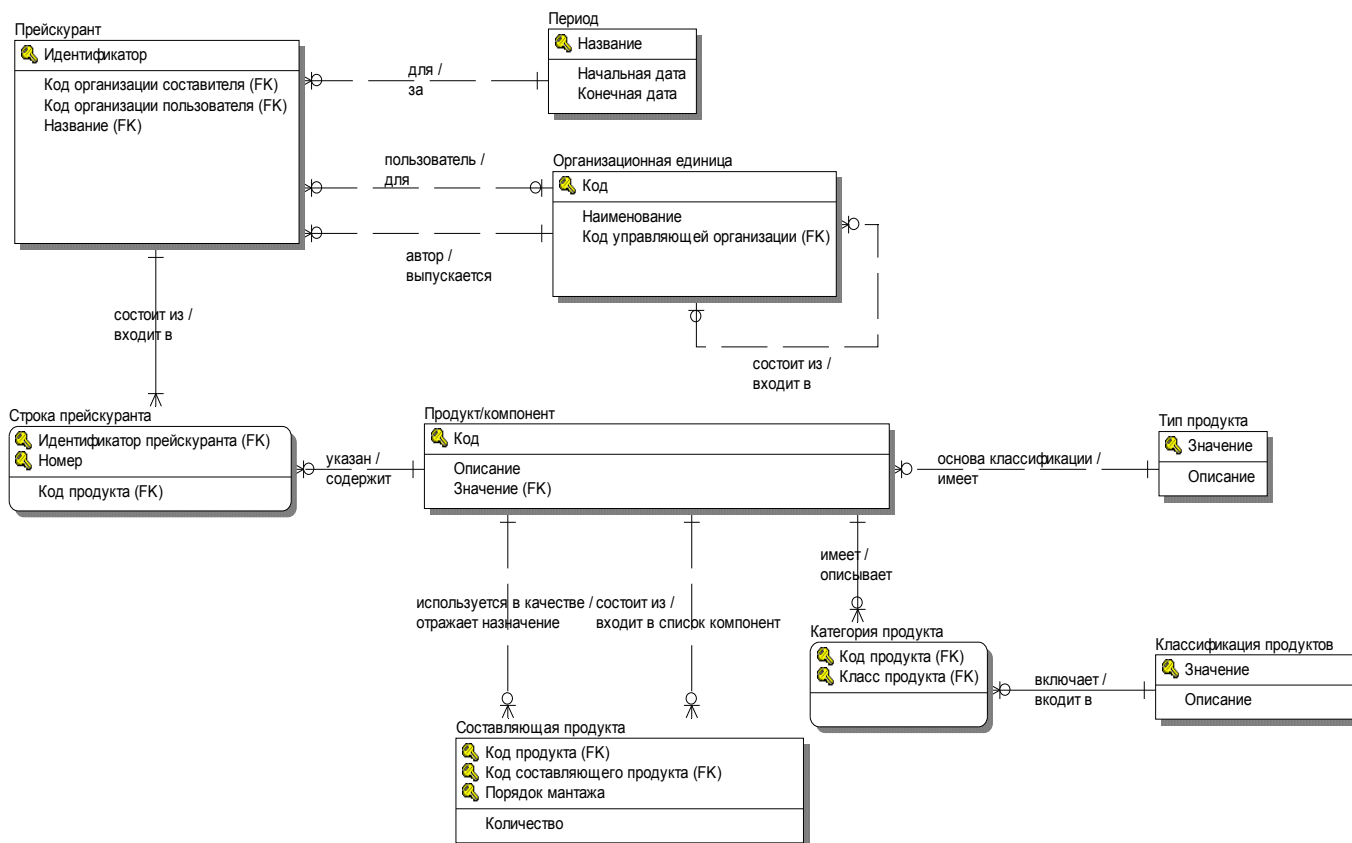 Прейскурант
Идентификатор
Код организации составителя (FK)
Код организации пользователя (FK)
Название (FK)
для /
за
Период
Название
Начальная дата
Конечная дата
пользователь /
для
автор /
выпускается
Организационная единица
Код
Наименование
Код управляющей организации (FK)
состоит из /
входит в
состоит из /
входит в
Строка прейскуранта
Идентификатор прейскуранта (FK)
Номер
Код продукта (FK)
указан /
содержит
Продукт/компонент
Код
Описание
Значение (FK)
основа классификации /
имеет
Тип продукта
Значение
Описание
используется в качестве /
отражает назначение
состоит из /
входит в список компонент
имеет /
описывает
Категория продукта
Код продукта (FK)
Класс продукта (FK)
включает /
вкодит в
Классификация продуктов
Значение
Описание
Составляющая продукта
Код продукта (FK)
Код составляющего продукта (FK)
Порядок мантажа
Количество